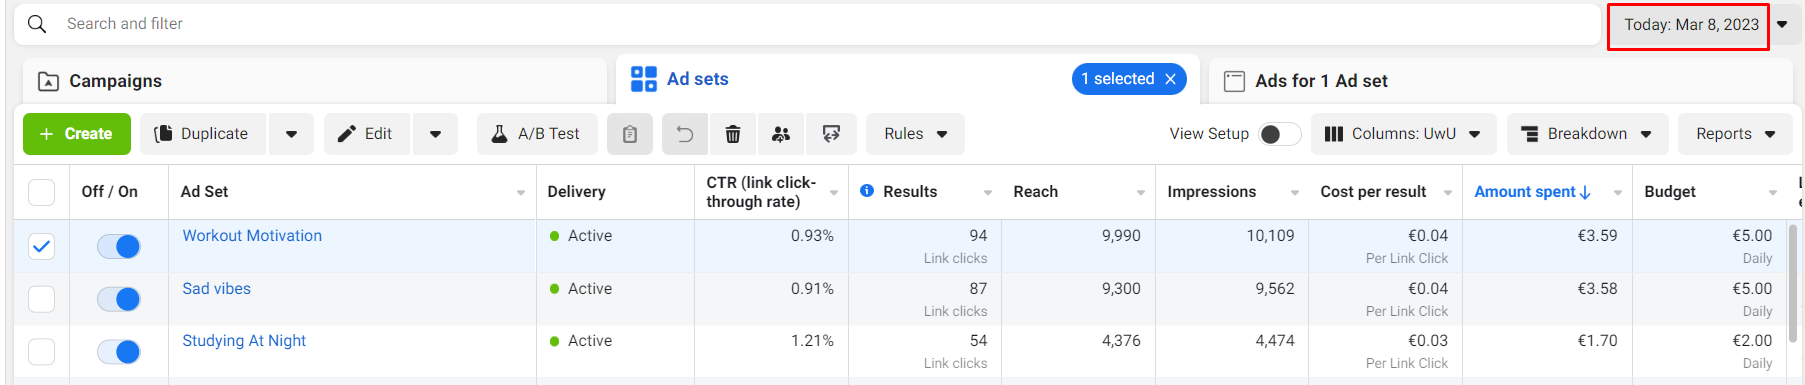 Search and filter
Today: Mar 8, 2023
Campaigns
Ad sets
1 selected
Ads for 1 Ad set
+ Create
Duplicate
Edit
A/B Test
Rules
View Setup
Columns: UwU
Breakdown
Reports
Off / On
Ad Set
Delivery
CTR (link click-
through rate)
Results
Reach
Impressions
Cost per result
Amount spent ↓
Budget
Workout Motivation
Active
0.93%
94
Link clicks
9,990
10,109
€0.04
Per Link Click
€3.59
€5.00
Daily
Sad vibes
Active
0.91%
87
Link clicks
9,300
9,562
€0.04
Per Link Click
€3.58
€5.00
Daily
Studying At Night
Active
1.21%
54
Link clicks
4,376
4,474
€0.03
Per Link Click
€1.70
€2.00
Daily